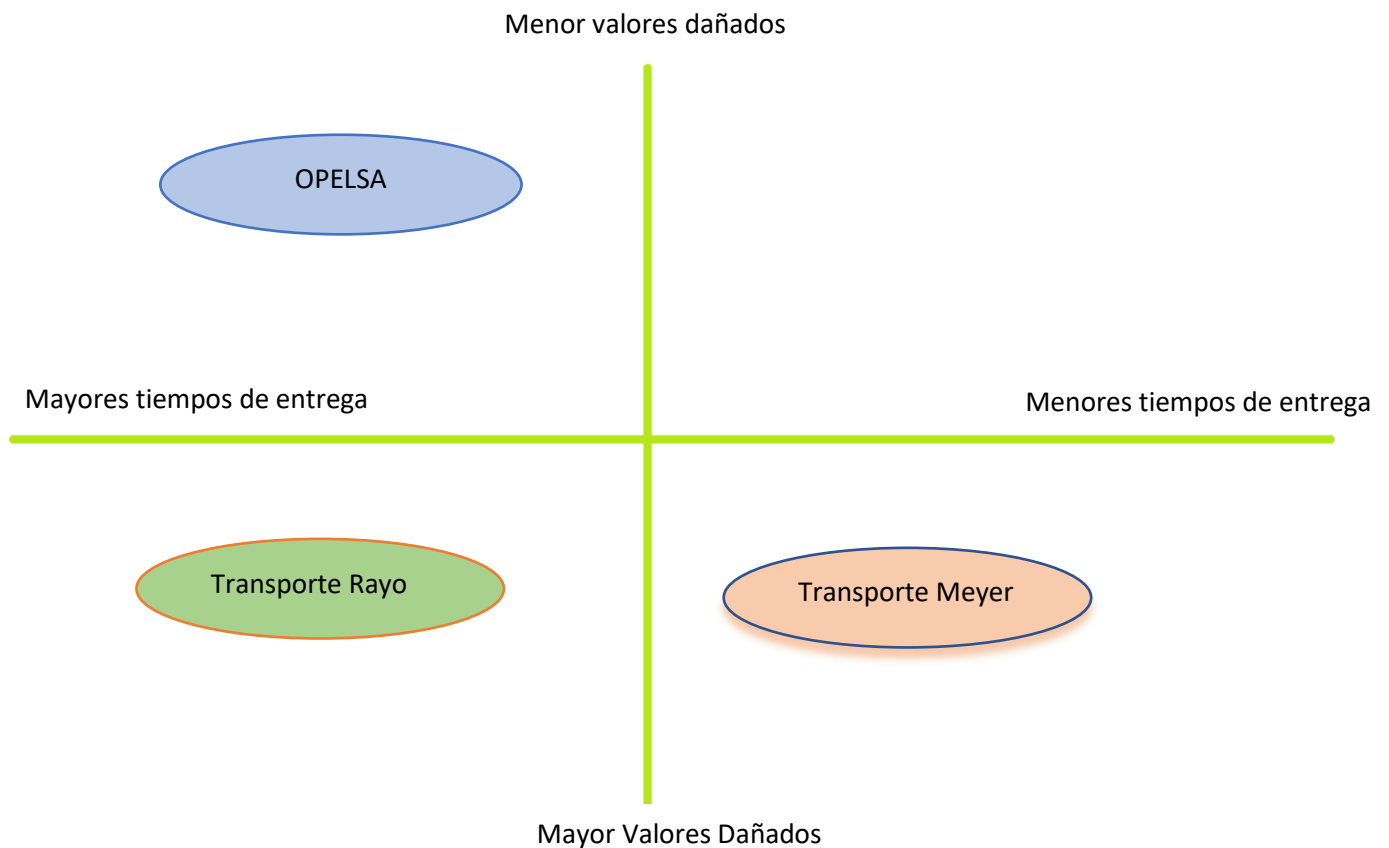 Menor valores dañados
OPELSA
Mayores tiempos de entrega
Menores tiempos de entrega
Transporte Rayo
Transporte Meyer
Mayor Valores Dañados